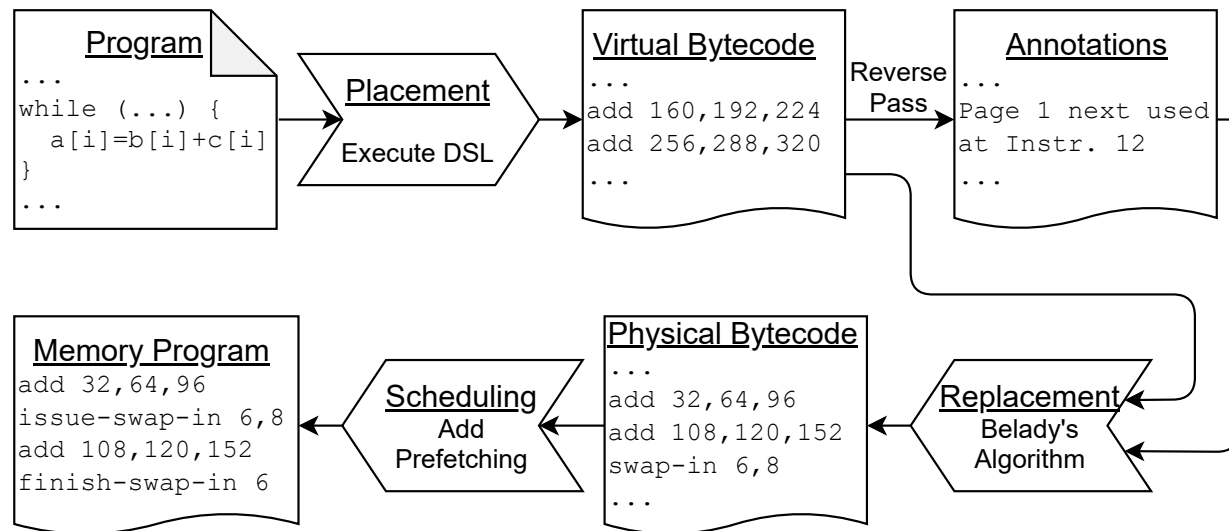 Program
...
while (...) {
  a[i]=b[i]+c[i]
}
...
Placement
Execute DSL
Virtual Bytecode
...
add 160,192,224
add 256,288,320
...
Reverse
Pass
Annotations
...
Page 1 next used
at Instr. 12
...
Memory Program
add 32,64,96
issue-swap-in 6,8
add 108,120,152
finish-swap-in 6
Scheduling
Add
Prefetching
Physical Bytecode
...
add 32,64,96
add 108,120,152
swap-in 6,8
...
Replacement
Belady's
Algorithm